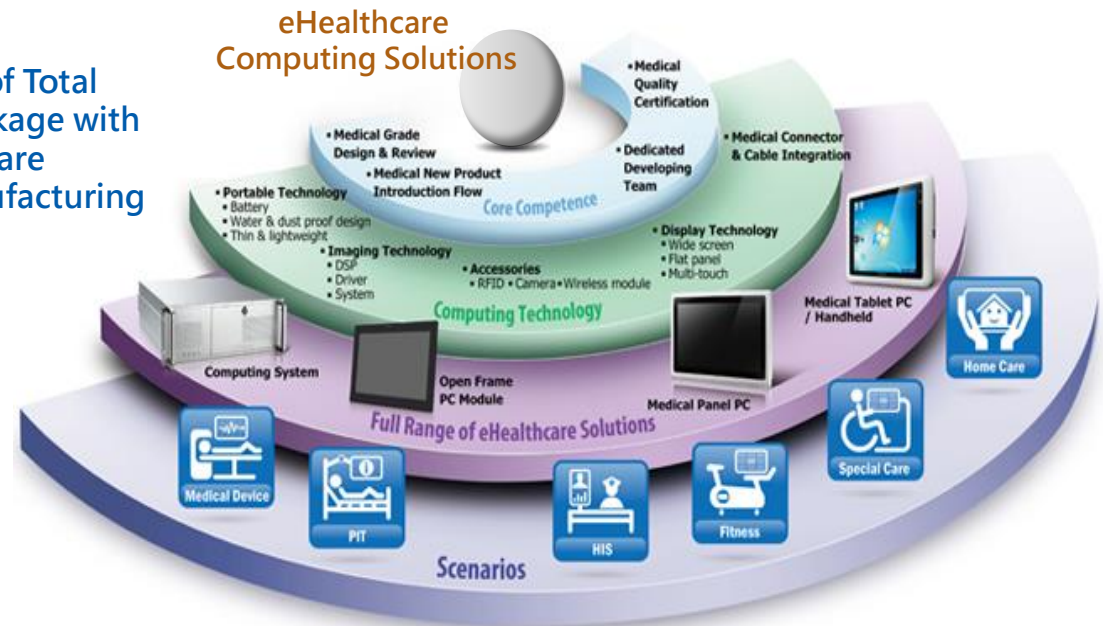 eHealthcare
Computing Solutions
of Total
with
are
• Medical
Quality
Certification
• Medical Grade
Design & Review
• Medical New Product
Introduction Flow
• Dedicated
Developing
Team
Core Competence
• Medical Connector
& Cable Integration
• Portable Technology
• Battery
• Water & dust proof design
• Thin & lightweight
• Imaging Technology
• DSP
• Driver
• System
• Accessories
• RFID • Camera • Wireless module
• Display Technology
• Wide screen
• Flat panel
• Multi-touch
Computing Technology
Computing System
Open Frame
PC Module
Medical Panel PC
Medical Tablet PC
/ Handheld
Full Range of eHealthcare Solutions
Medical Device
PIT
HIS
Fitness
Special Care
Home Care
Scenarios